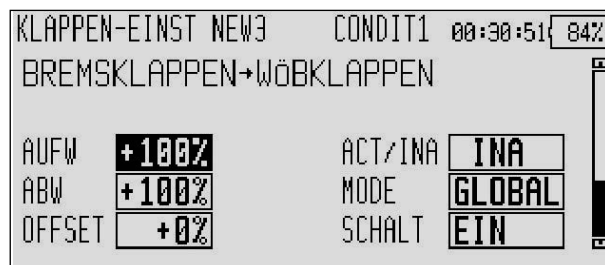 KLAPPEN-EINST NEW3 CONDIT1 00:30:51 84%
BREMSKLAPPEN→WÖBKLAPPEN
AUFW +100% ACT/INA INA
ABW +100% MODE GLOBAL
OFFSET +0% SCHALT EIN